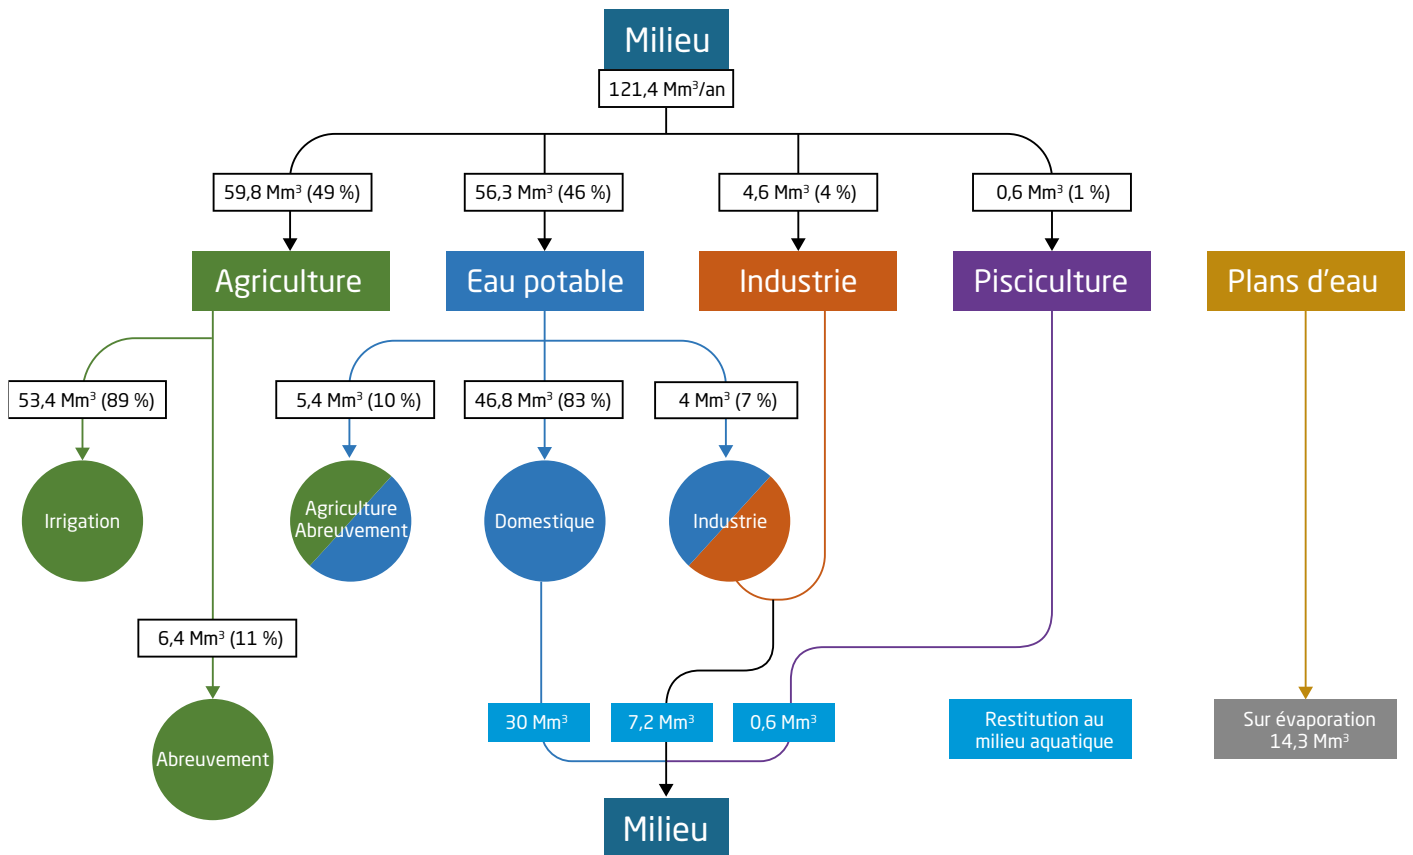 Milieu
121,4 Mm³/an
59,8 Mm³ (49 %)
56,3 Mm³ (46 %)
4,6 Mm³ (4 %)
0,6 Mm³ (1 %)
Agriculture
Eau potable
Industrie
Pisciculture
Plans d'eau
53,4 Mm³ (89 %)
5,4 Mm³ (10 %)
46,8 Mm³ (83 %)
4 Mm³ (7 %)
Irrigation
Agriculture
Abreuvement
Domestique
Industrie
6,4 Mm³ (11 %)
Abreuvement
30 Mm³
7,2 Mm³
0,6 Mm³
Restitution au
milieu aquatique
Sur évaporation
14,3 Mm³
Milieu